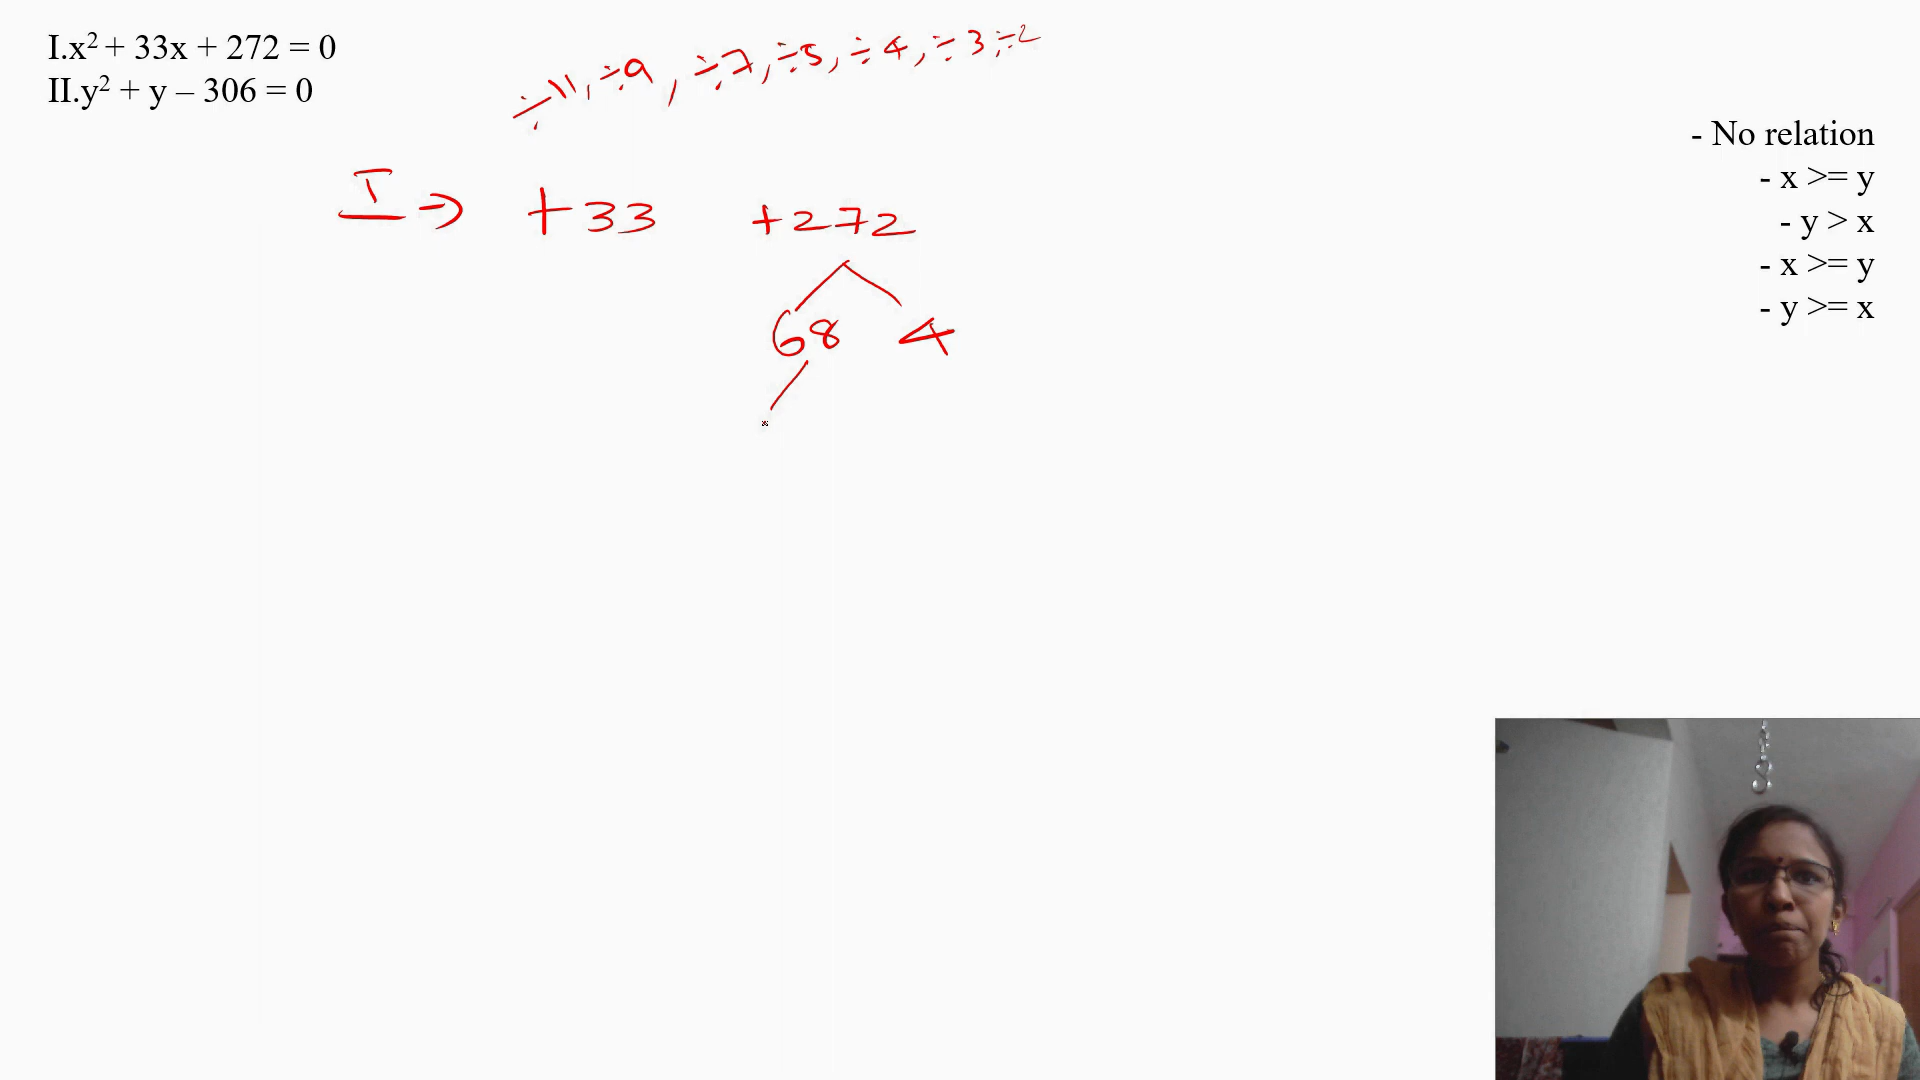 I.x² + 33x + 272 = 0
II.y² + y – 306 = 0
÷11, ÷9, ÷7, ÷5, ÷4, ÷3, ÷2
- No relation
- x >= y
- y > x
- x >= y
- y >= x
I → +33 +272
68 4